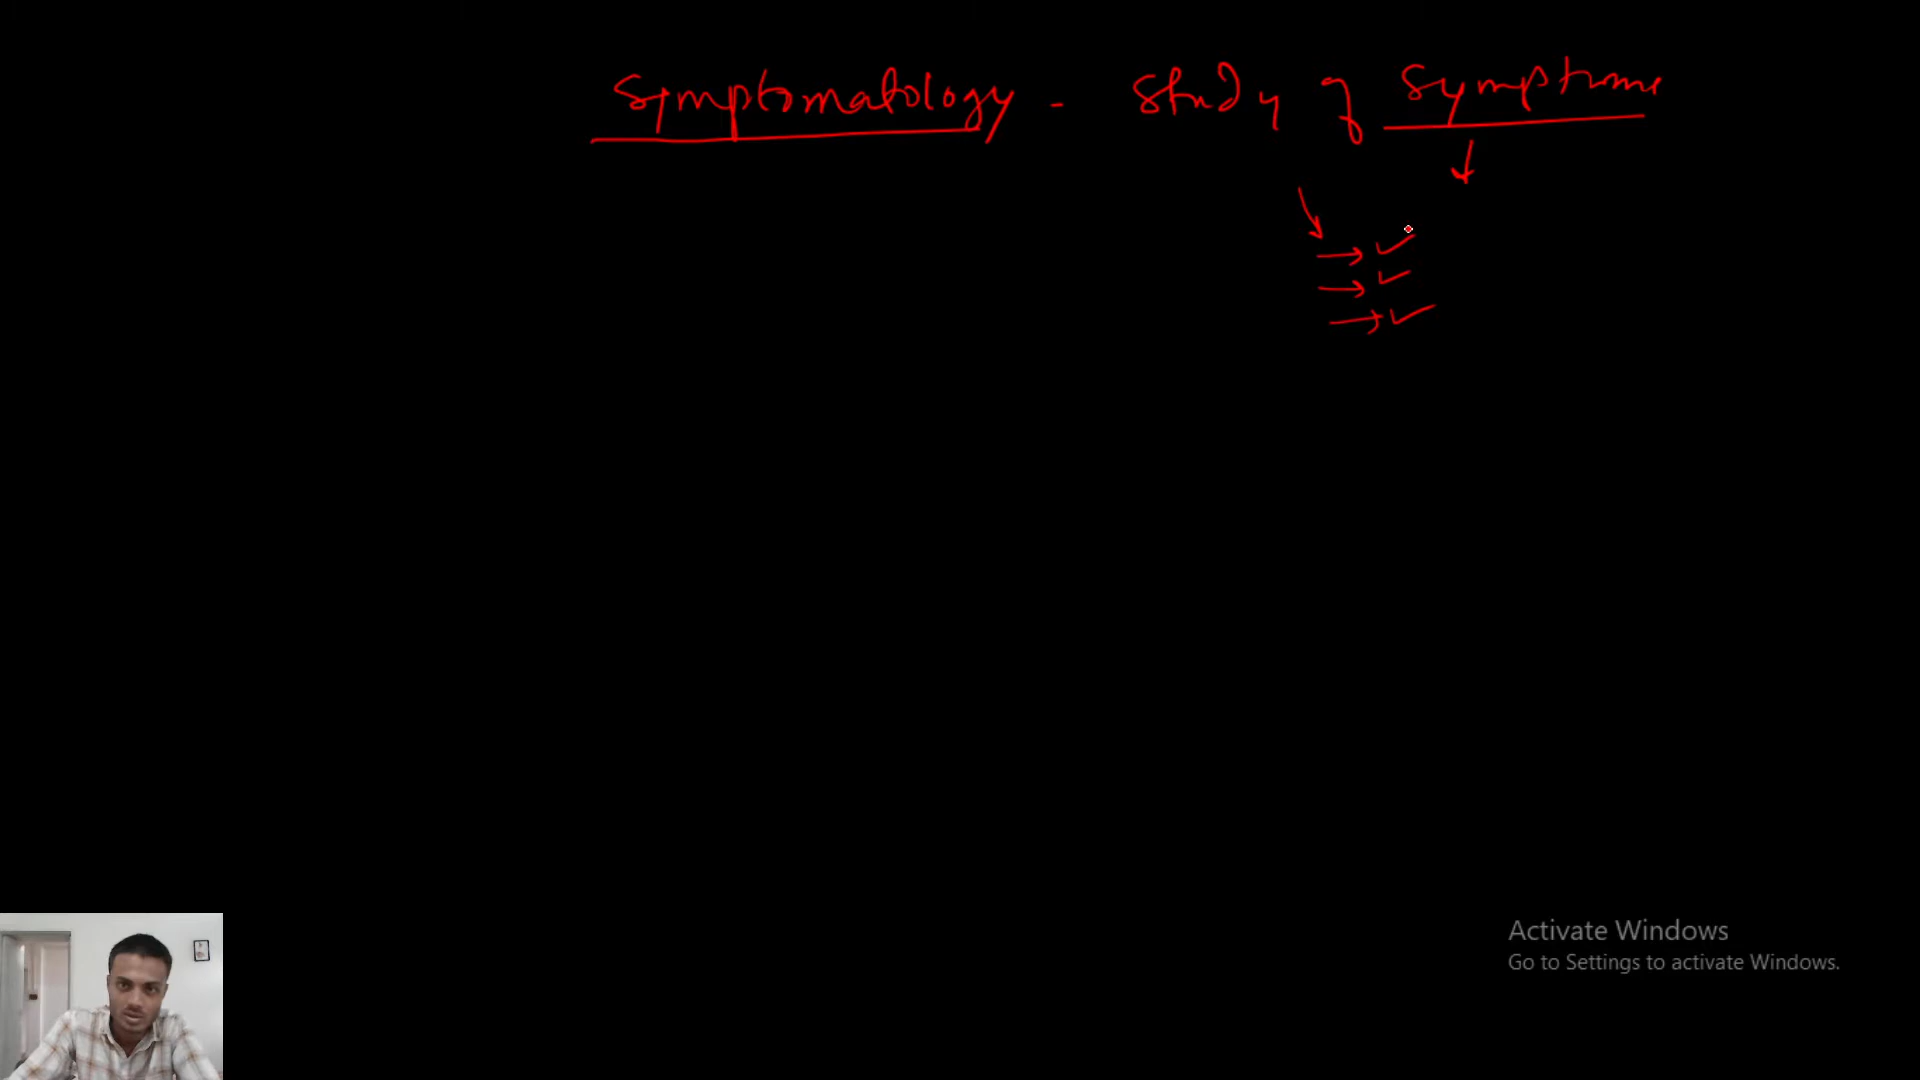 Symptomatology - Study of Symptoms
Activate Windows
Go to Settings to activate Windows.